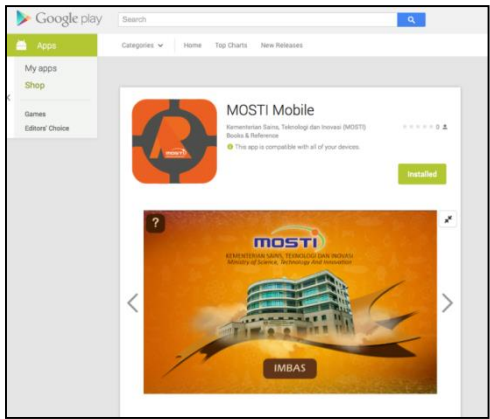 Google play
Search
Apps
Categories
Home
Top Charts
New Releases
My apps
Shop
Games
Editors' Choice
MOSTI Mobile
Kementerian Sains, Teknologi dan Inovasi (MOSTI)
Books & Reference
0
This app is compatible with all of your devices.
Installed
MOSTI
?
MOSTI
KEMENTERIAN SAINS, TEKNOLOGI DAN INOVASI
Ministry of Science, Technology And Innovation
IMBAS